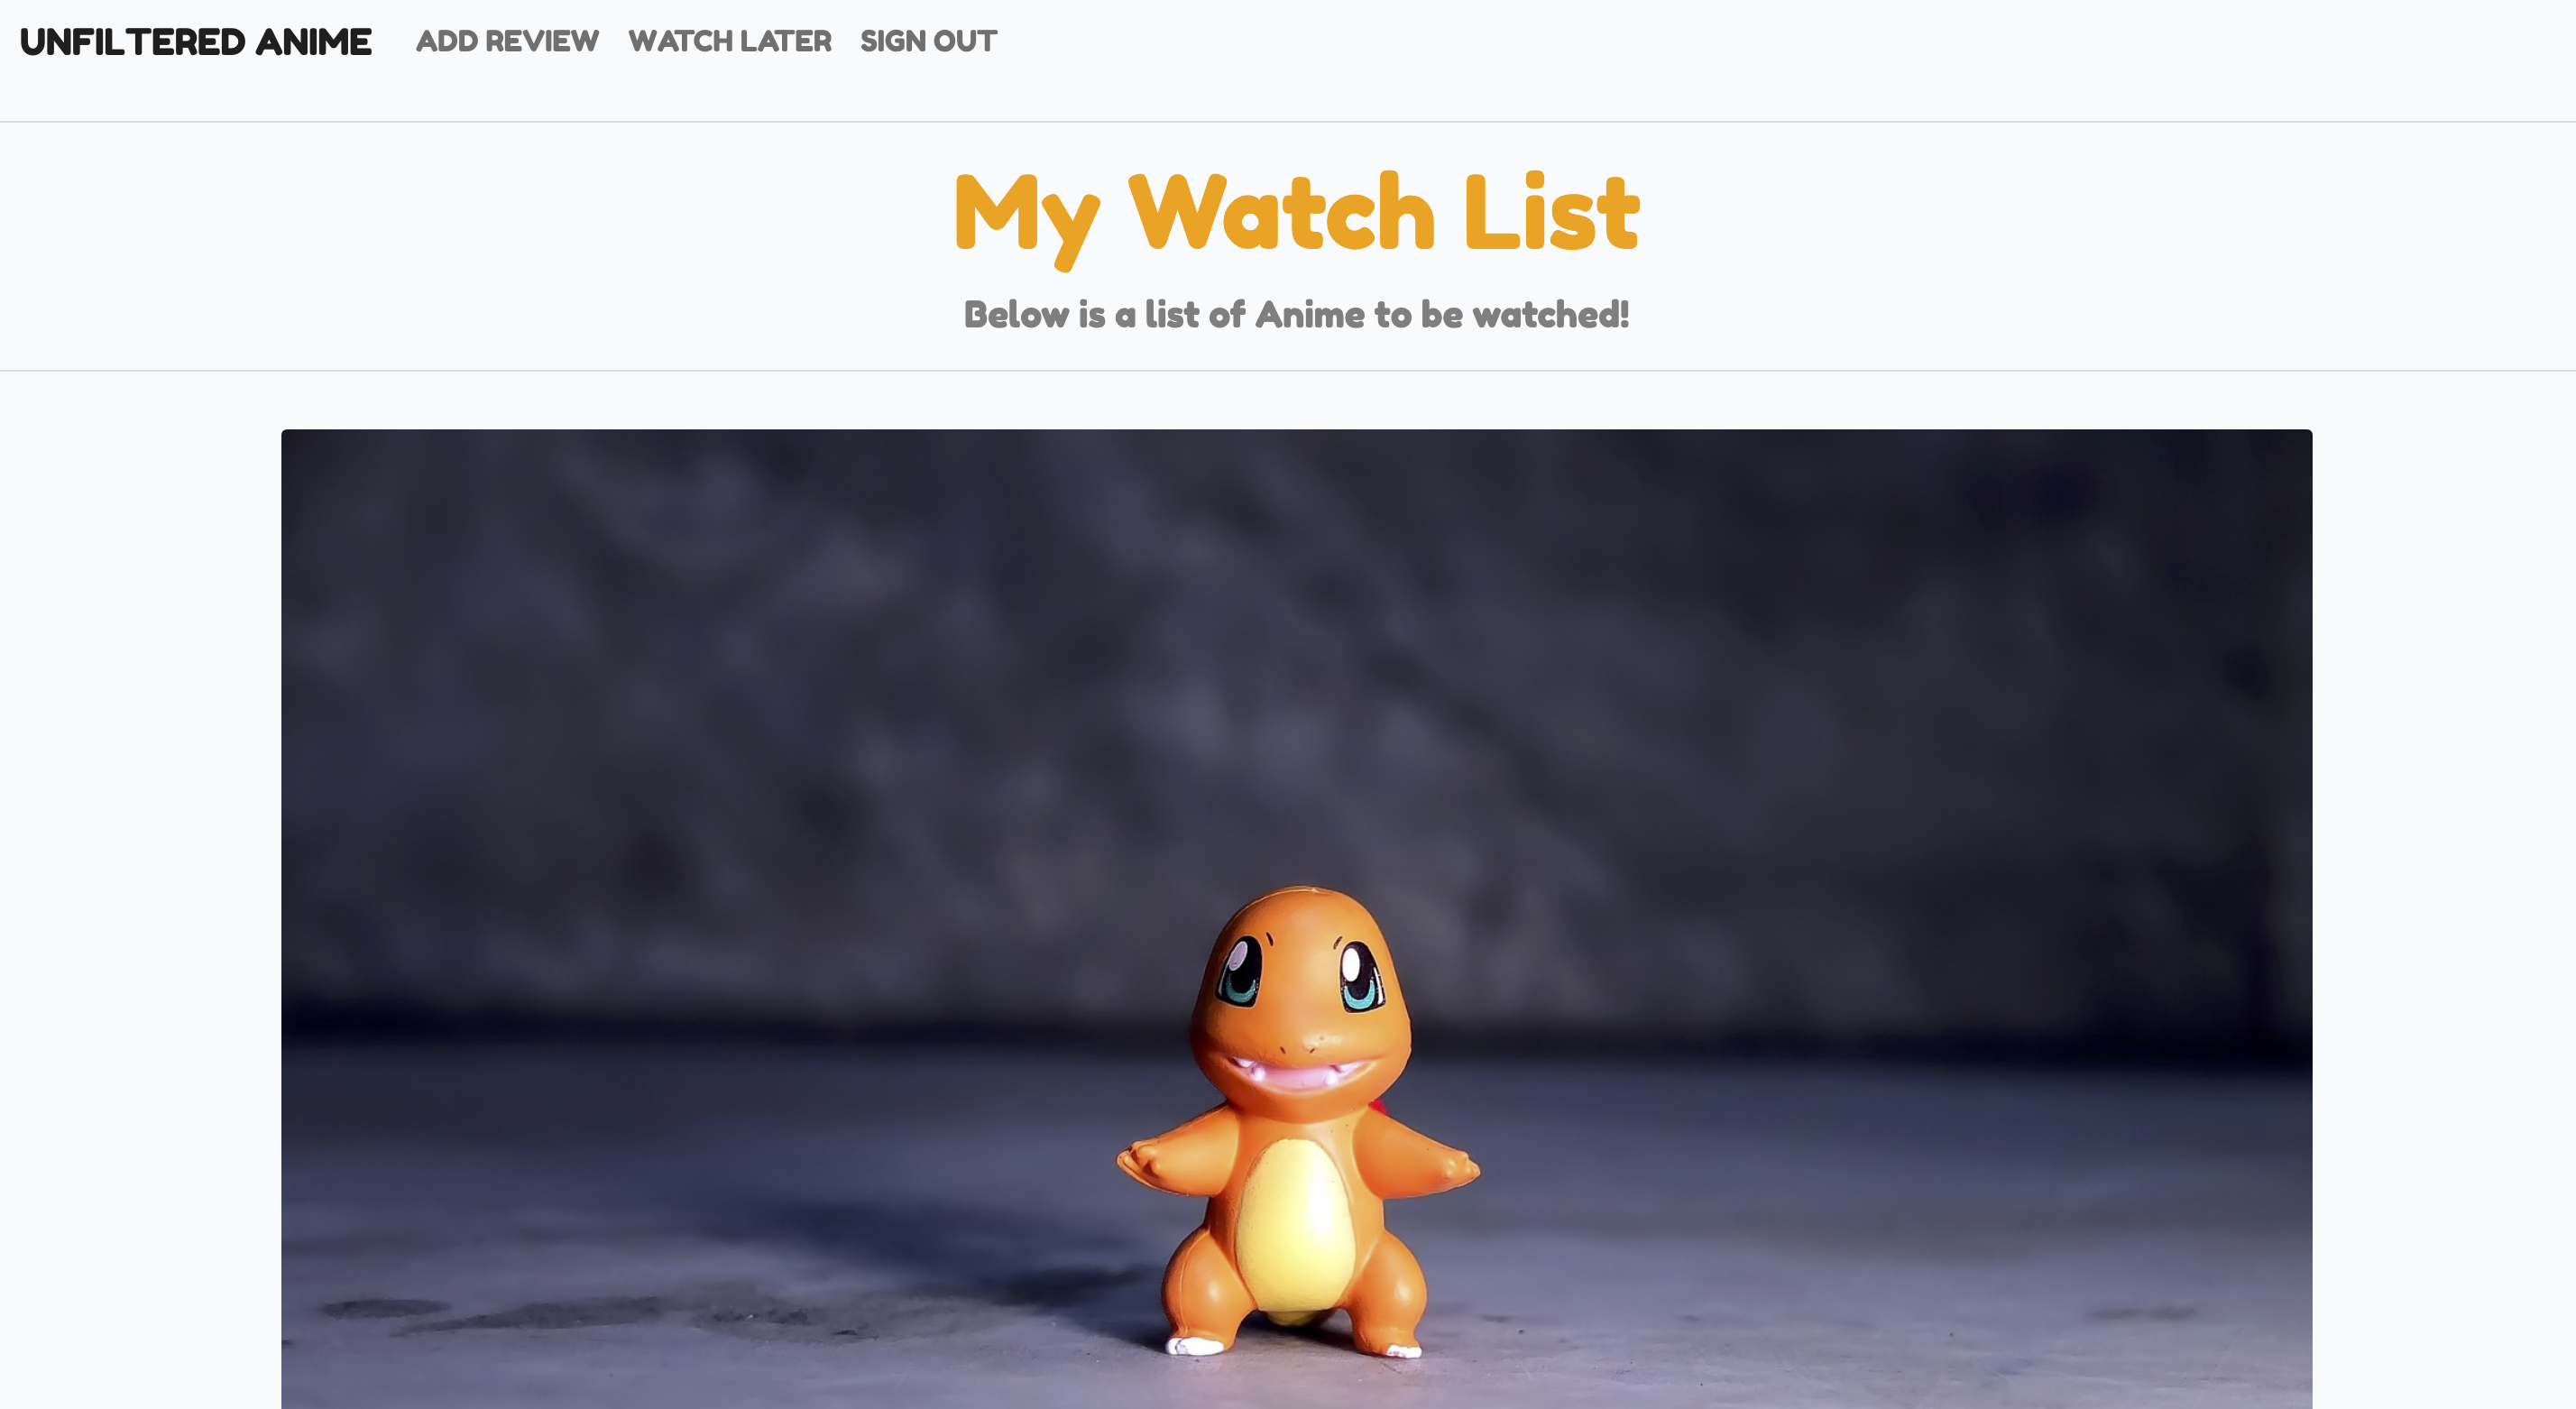 UNFILTERED ANIME ADD REVIEW WATCH LATER SIGN OUT
My Watch List
Below is a list of Anime to be watched!